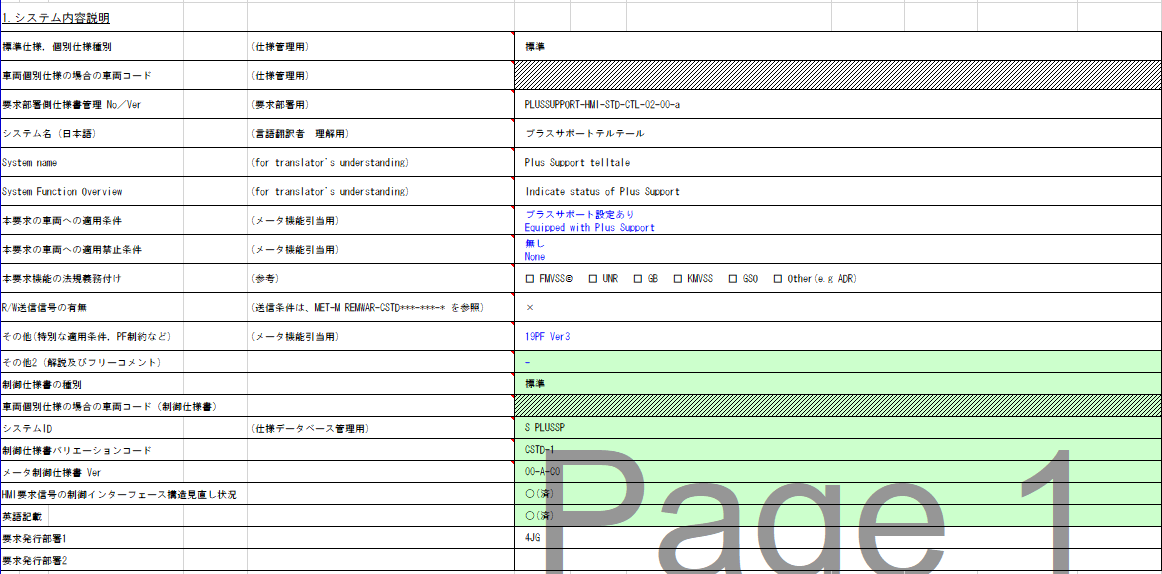 1. システム内容説明
標準仕様, 個別仕様種別 (仕様管理用) 標準
車両個別仕様の場合の車両コード (仕様管理用)
要求部署側仕様書管理 No／Ver (要求部署用) PLUSSUPPORT-HMI-STD-CTL-02-00-a
システム名 (日本語) (言語翻訳者　理解用) プラスサポートテルテール
System name (for translator's understanding) Plus Support telltale
System Function Overview (for translator's understanding) Indicate status of Plus Support
本要求の車両への適用条件 (メータ機能引当用) プラスサポート設定あり
Equipped with Plus Support
本要求の車両への適用禁止条件 (メータ機能引当用) 無し
None
本要求機能の法規義務付け (参考) □ FMVSS◎ □ UNR □ GB □ KMVSS □ GSO □ Other(e.g ADR)
R/W送信信号の有無 (送信条件は、MET-M_REMWAR-CSTD***-***-* を参照) ×
その他(特別な適用条件, PF制約など) (メータ機能引当用) 19PF Ver3
その他2 (解説及びフリーコメント) -
制御仕様書の種別 標準
車両個別仕様の場合の車両コード (制御仕様書)
システムID (仕様データベース管理用) S_PLUSSP
制御仕様書バリエーションコード CSTD-1
メータ制御仕様書 Ver 00-A-C0
HMI要求信号の制御インターフェース構造見直し状況 ○(済)
英語記載 ○(済)
要求発行部署1 4JG
要求発行部署2
Page 1